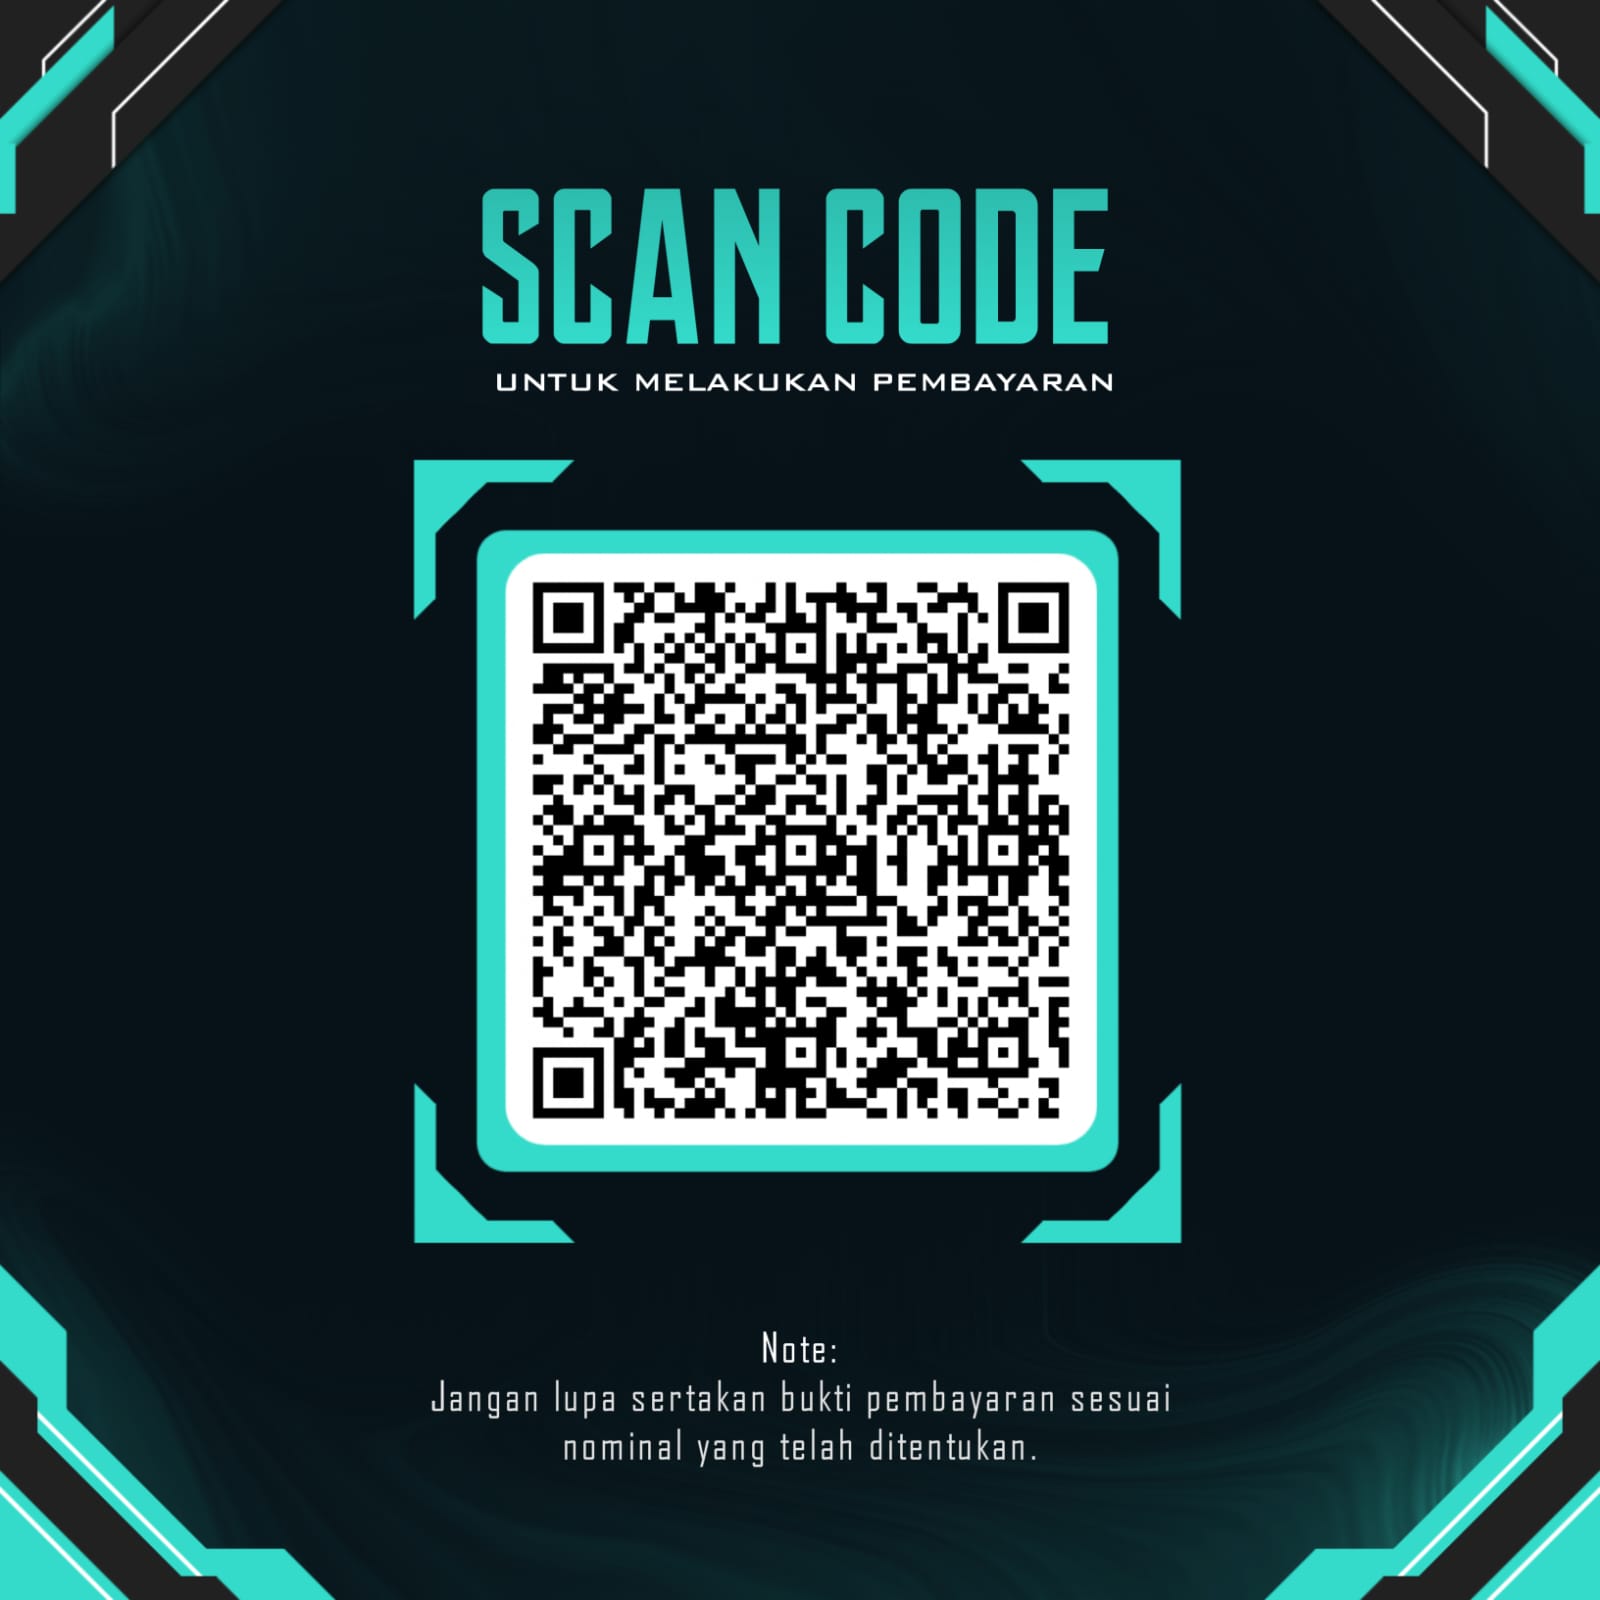 SCAN CODE
UNTUK MELAKUKAN PEMBAYARAN
Note:
Jangan lupa sertakan bukti pembayaran sesuai
nominal yang telah ditentukan.